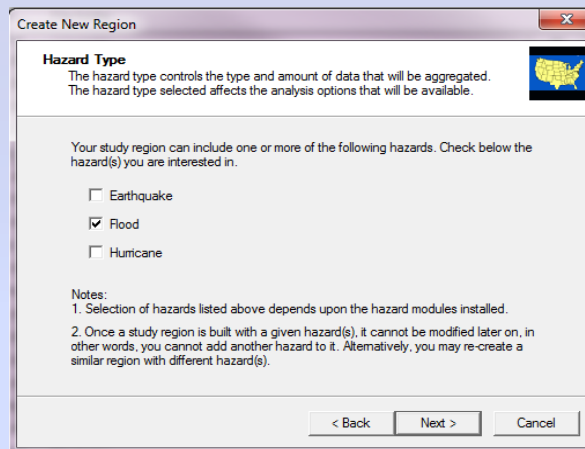 Create New Region
Hazard Type
The hazard type controls the type and amount of data that will be aggregated.
The hazard type selected affects the analysis options that will be available.
Your study region can include one or more of the following hazards. Check below the
hazard(s) you are interested in.
Earthquake
Flood
Hurricane
Notes:
1. Selection of hazards listed above depends upon the hazard modules installed.
2. Once a study region is built with a given hazard(s), it cannot be modified later on, in
other words, you cannot add another hazard to it. Alternatively, you may re-create a
similar region with different hazard(s).
< Back
Next >
Cancel